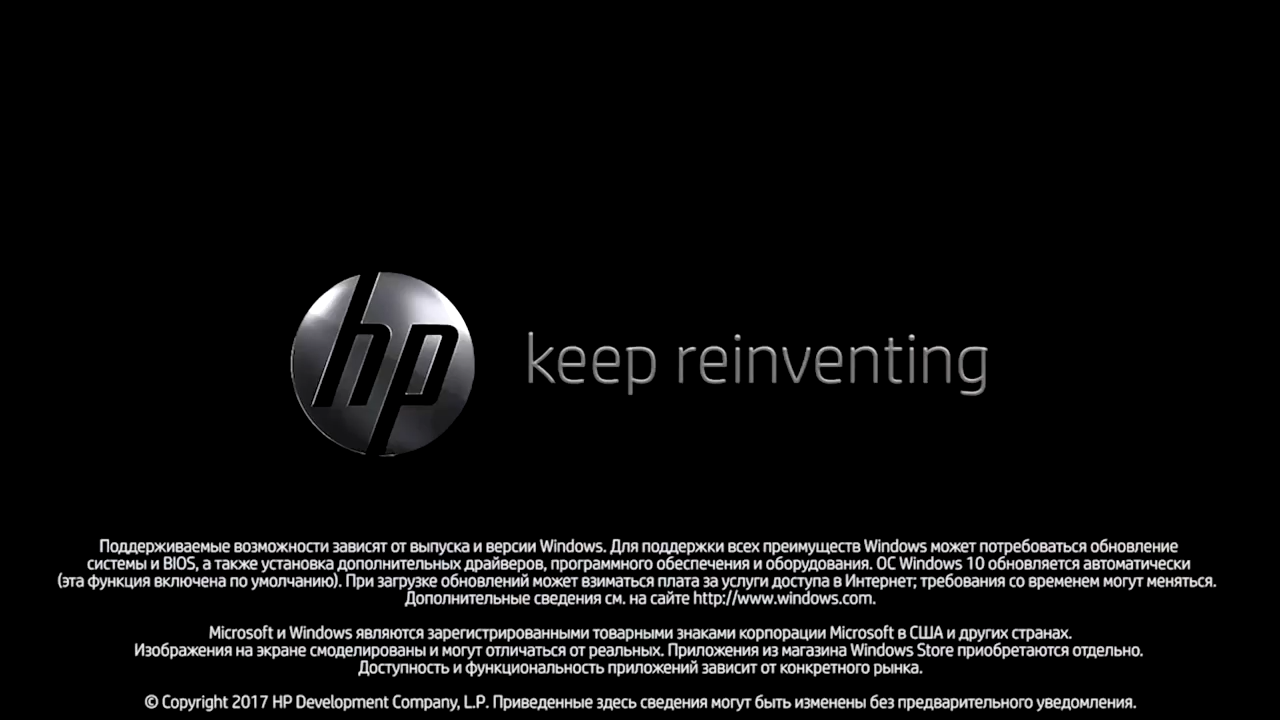 hp
keep reinventing
Поддерживаемые возможности зависят от выпуска и версии Windows. Для поддержки всех преимуществ Windows может потребоваться обновление
системы и BIOS, а также установка дополнительных драйверов, программного обеспечения и оборудования. ОС Windows 10 обновляется автоматически
(эта функция включена по умолчанию). При загрузке обновлений может взиматься плата за услуги доступа в Интернет; требования со временем могут меняться.
Дополнительные сведения см. на сайте http://www.windows.com.
Microsoft и Windows являются зарегистрированными товарными знаками корпорации Microsoft в США и других странах.
Изображения на экране смоделированы и могут отличаться от реальных. Приложения из магазина Windows Store приобретаются отдельно.
Доступность и функциональность приложений зависит от конкретного рынка.
© Copyright 2017 HP Development Company, L.P. Приведенные здесь сведения могут быть изменены без предварительного уведомления.